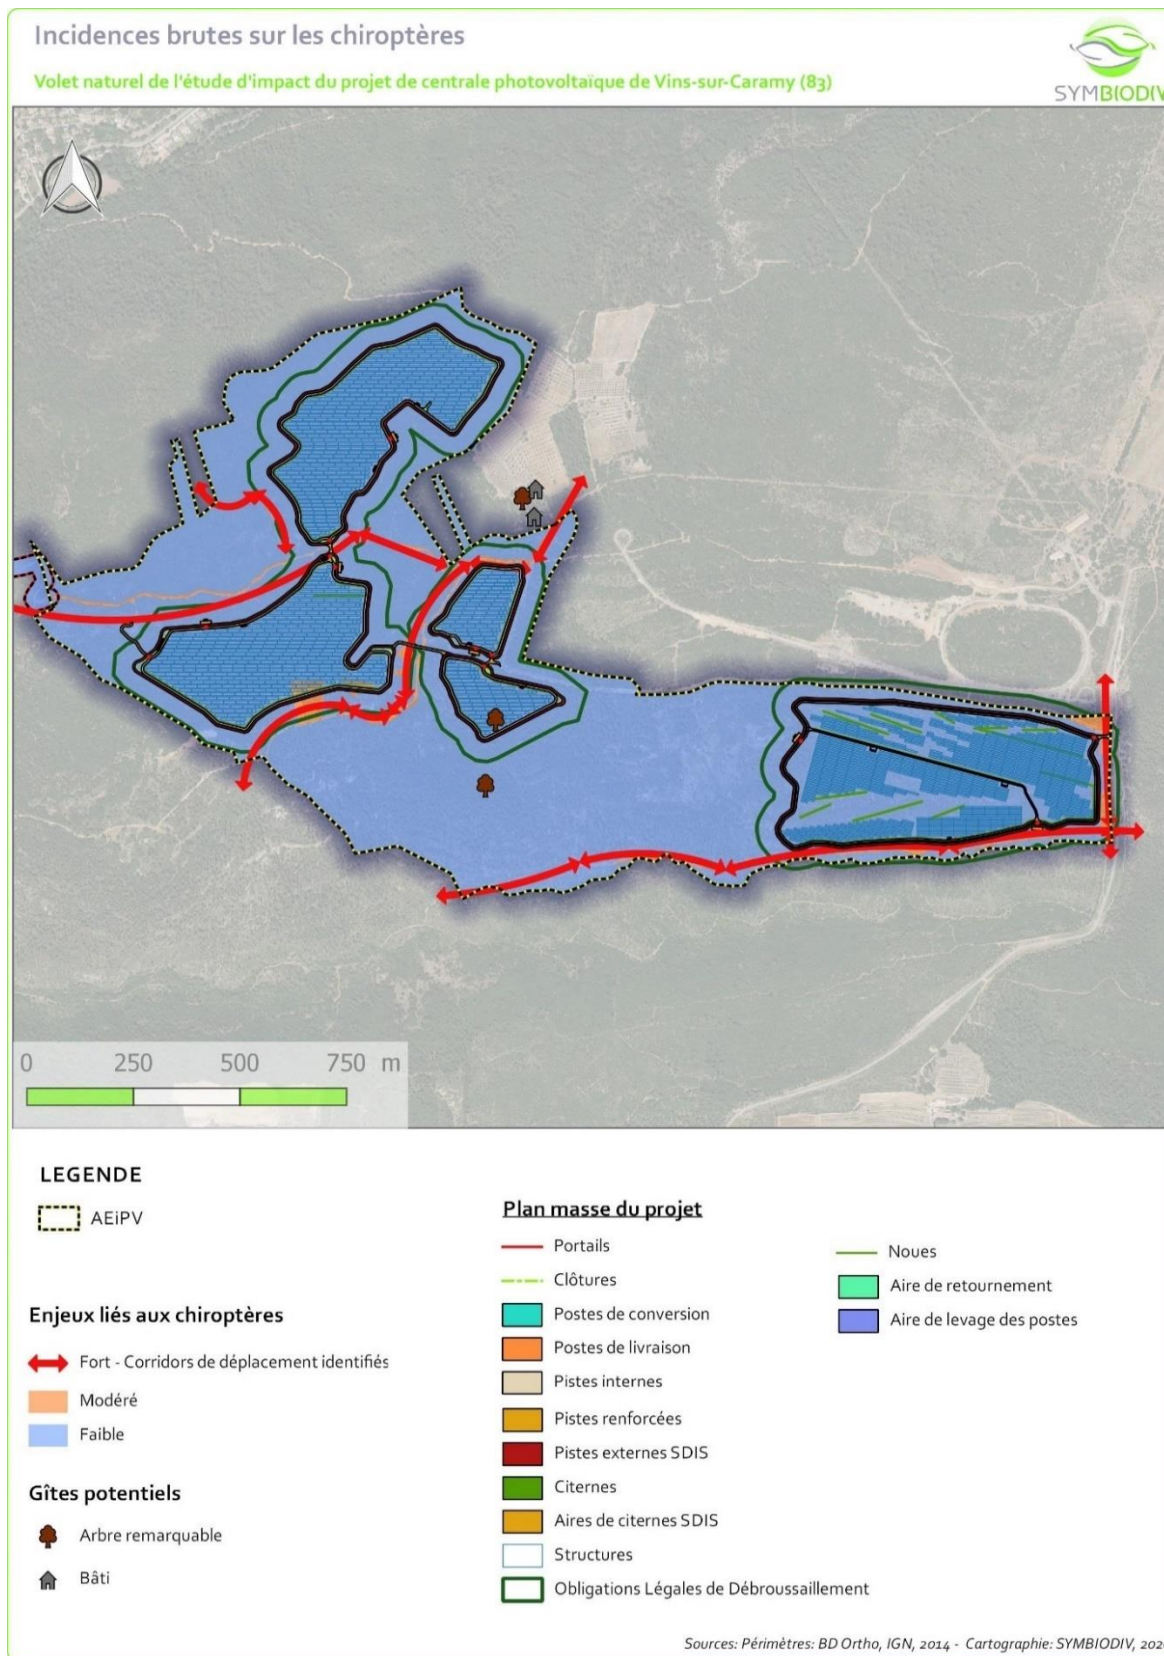 Incidences brutes sur les chiroptères
Volet naturel de l'étude d'impact du projet de centrale photovoltaïque de Vins-sur-Caramy (83)
SYMBIODIV
0 250 500 750 m
LEGENDE
AEiPV
Enjeux liés aux chiroptères
Fort - Corridors de déplacement identifiés
Modéré
Faible
Gîtes potentiels
Arbre remarquable
Bâti
Plan masse du projet
Portails
Clôtures
Postes de conversion
Postes de livraison
Pistes internes
Pistes renforcées
Pistes externes SDIS
Citernes
Aires de citernes SDIS
Structures
Obligations Légales de Débroussaillement
Noues
Aire de retournement
Aire de levage des postes
Sources: Périmètres: BD Ortho, IGN, 2014 - Cartographie: SYMBIODIV,